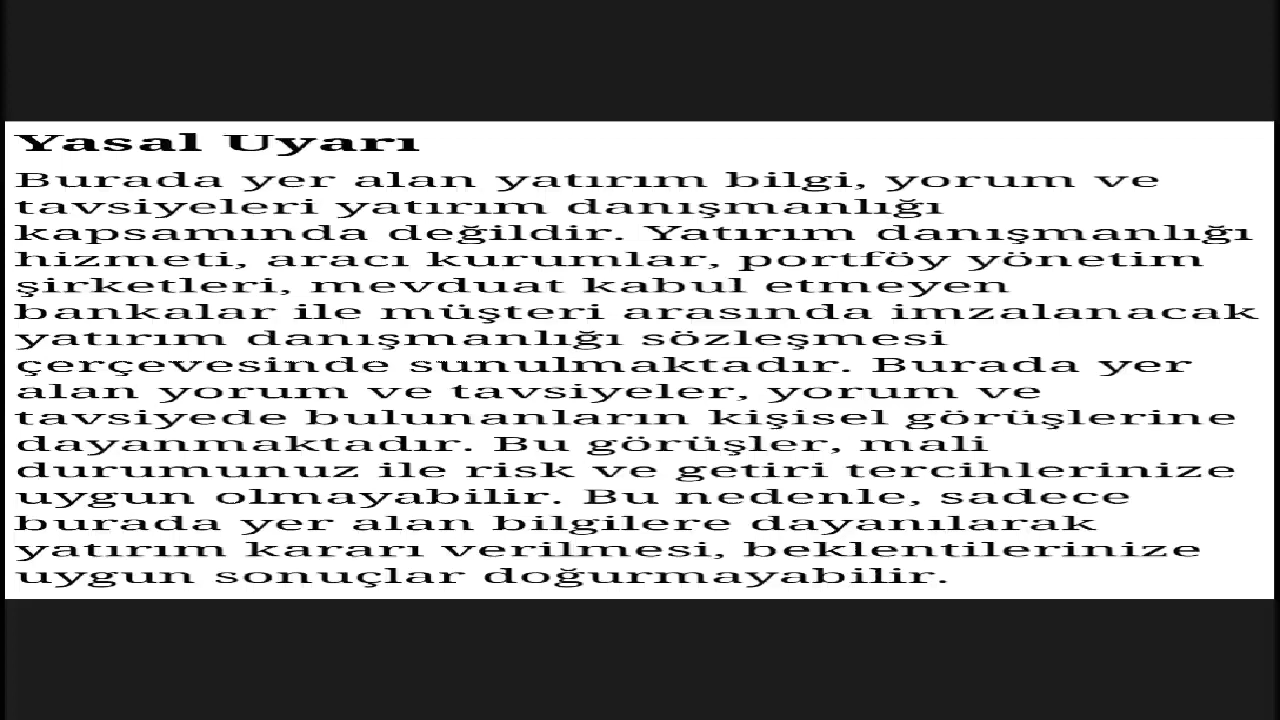 Yasal Uyarı
Burada yer alan yatırım bilgi, yorum ve
tavsiyeleri yatırım danışmanlığı
kapsamında değildir. Yatırım danışmanlığı
hizmeti, aracı kurumlar, portföy yönetim
şirketleri, mevduat kabul etmeyen
bankalar ile müşteri arasında imzalanacak
yatırım danışmanlığı sözleşmesi
çerçevesinde sunulmaktadır. Burada yer
alan yorum ve tavsiyeler, yorum ve
tavsiyede bulunanların kişisel görüşlerine
dayanmaktadır. Bu görüşler, mali
durumunuz ile risk ve getiri tercihlerinize
uygun olmayabilir. Bu nedenle, sadece
burada yer alan bilgilere dayanılarak
yatırım kararı verilmesi, beklentilerinize
uygun sonuçlar doğurmayabilir.